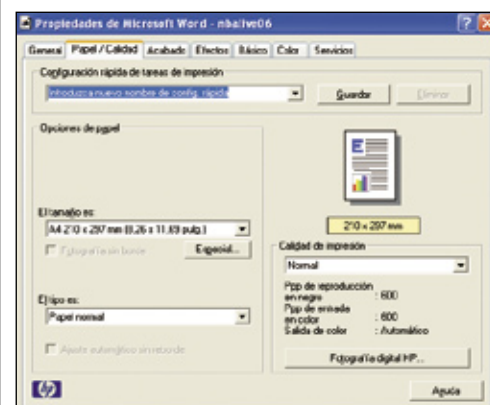 Propiedades de Microsoft Word - nbalive06
General Papel / Calidad Acabado Efectos Básico Color Servicios
Configuración rápida de tareas de impresión
Introduzca nuevo nombre de config. rápida
Guardar
Eliminar
Opciones de papel
El tamaño es:
A4 210 x 297 mm (8,26 x 11,69 pulg.)
Fotografía sin borde
Especial...
El tipo es:
Papel normal
Ajuste automático sin reborde
E
210 x 297 mm
Calidad de impresión
Normal
Ppp de reproducción
en negro : 600
Ppp de entrada
en color : 600
Salida de color : Automático
Fotografía digital HP...
hp
Ayuda